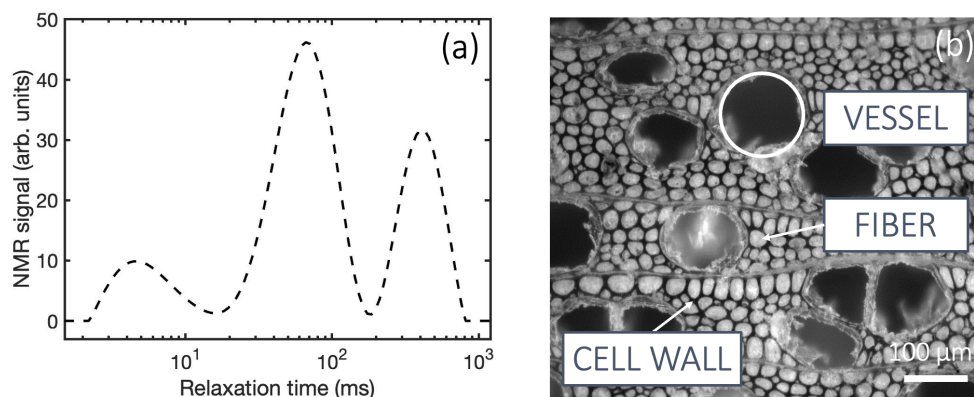 (a)
NMR signal (arb. units)
50
40
30
20
10
0
10¹
10²
10³
Relaxation time (ms)
(b)
VESSEL
FIBER
CELL WALL
100 µm